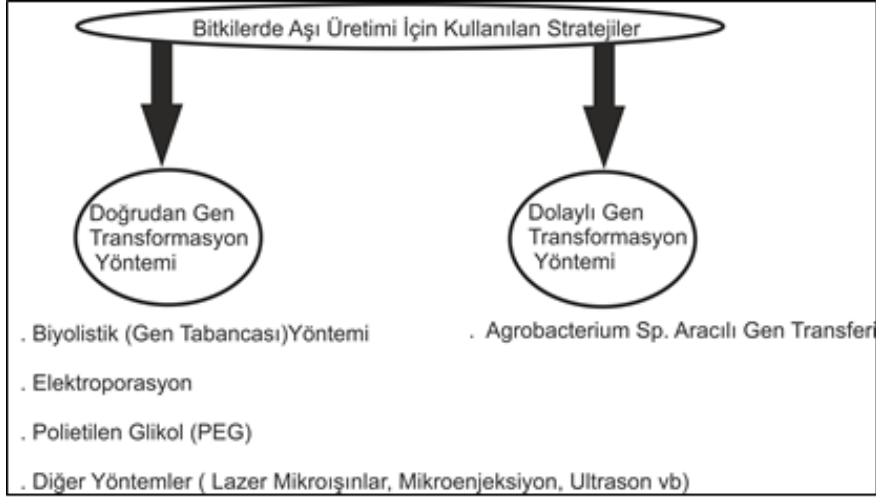 Bitkilerde Aşı Üretimi İçin Kullanılan Stratejiler
Doğrudan Gen
Transformasyon
Yöntemi
Dolaylı Gen
Transformasyon
Yöntemi
. Biyolistik (Gen Tabancası)Yöntemi
. Elektroporasyon
. Polietilen Glikol (PEG)
. Diğer Yöntemler ( Lazer Mikroışınlar, Mikroenjeksiyon, Ultrason vb)
. Agrobacterium Sp. Aracılı Gen Transferi